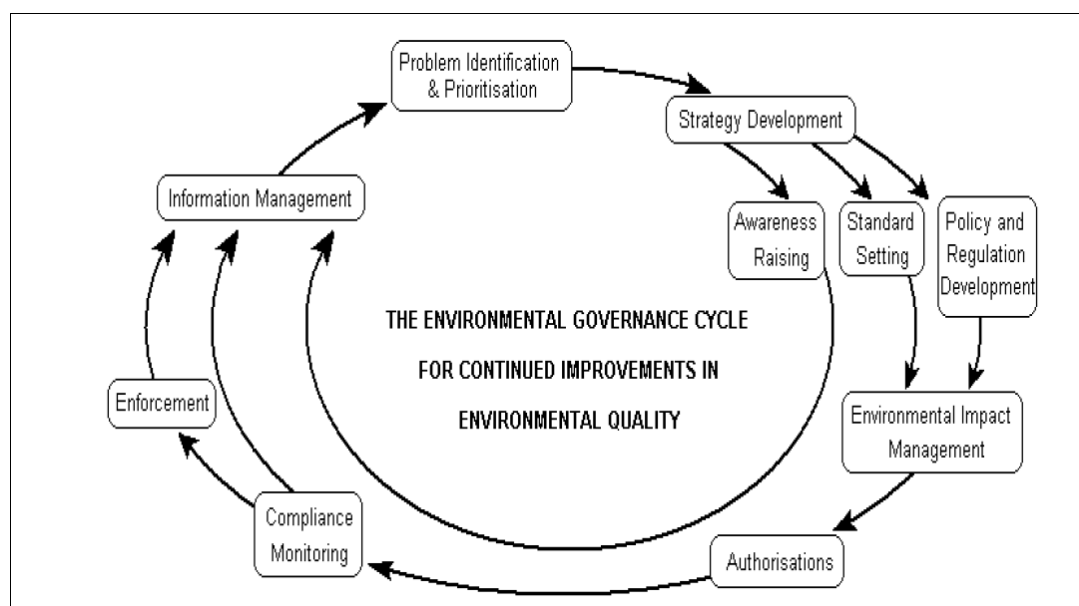 Problem Identification
& Prioritisation
Strategy Development
Information Management
Awareness
Raising
Standard
Setting
Policy and
Regulation
Development
THE ENVIRONMENTAL GOVERNANCE CYCLE
FOR CONTINUED IMPROVEMENTS IN
ENVIRONMENTAL QUALITY
Enforcement
Environmental Impact
Management
Compliance
Monitoring
Authorisations